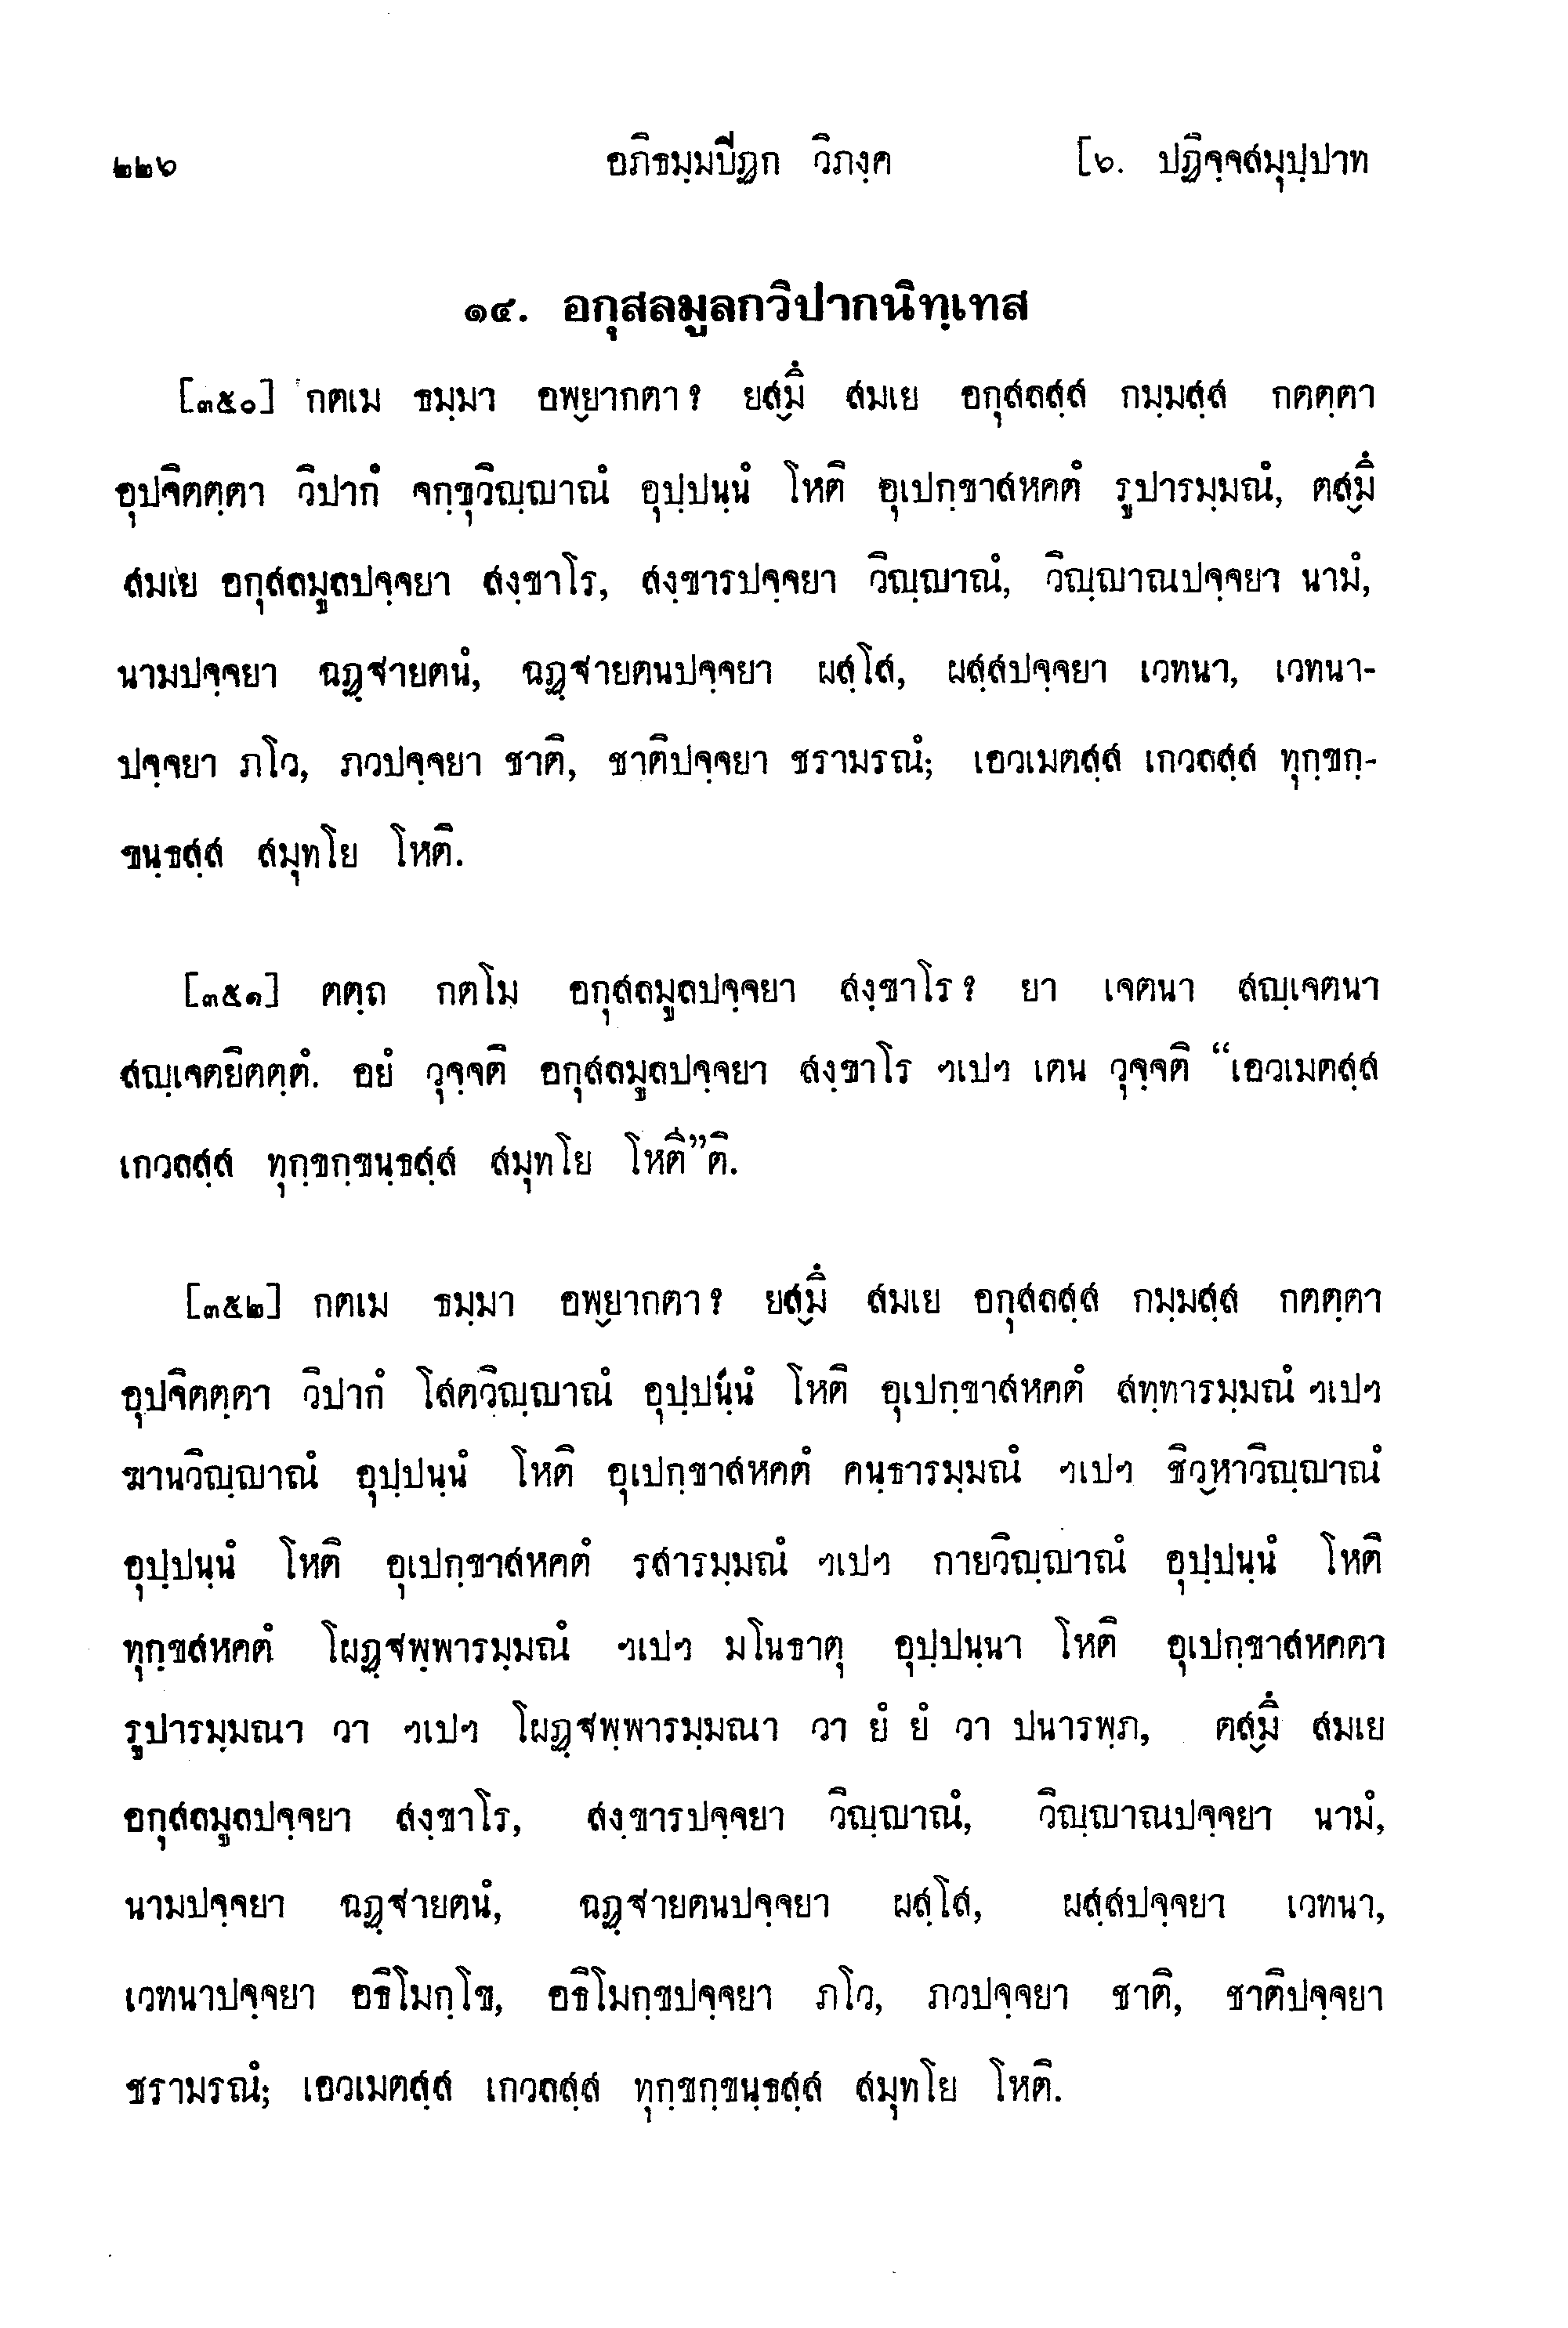 ๒๒๖ อภิธมฺมปีฏก วิภงฺค [๖. ปฏิจฺจสมุปฺปาท
๑๔. อกุสลมูลกวิปากนิทฺเทส
[๓๕๐] กตเม ธมฺมา อพฺยากตา? ยสฺมึ สมเย อกุสลสฺส กมฺมสฺส กตตฺตา
อุปจิตตฺตา วิปากํ จกฺขุวิญฺญาณํ อุปฺปนฺนํ โหติ อุเปกฺขาสหคตํ รูปารมฺมณํ, ตสฺมึ
สมเย อกุสลมูลปจฺจยา สงฺขาโร, สงฺขารปจฺจยา วิญฺญาณํ, วิญฺญาณปจฺจยา นามํ,
นามปจฺจยา ฉฏฺฐายตนํ, ฉฏฺฐายตนปจฺจยา ผสฺโส, ผสฺสปจฺจยา เวทนา, เวทนา-
ปจฺจยา ภโว, ภวปจฺจยา ชาติ, ชาติปจฺจยา ชรามรณํ; เอวเมตสฺส เกวลสฺส ทุกฺขกฺ-
ขนฺธสฺส สมุทโย โหติ.
[๓๕๑] ตตฺถ กตโม อกุสลมูลปจฺจยา สงฺขาโร? ยา เจตนา สญฺเจตนา
สญฺเจตยิตตฺตํ. อยํ วุจฺจติ อกุสลมูลปจฺจยา สงฺขาโร ฯเปฯ เตน วุจฺจติ “เอวเมตสฺส
เกวลสฺส ทุกฺขกฺขนฺธสฺส สมุทโย โหตี”ติ.
[๓๕๒] กตเม ธมฺมา อพฺยากตา? ยสฺมึ สมเย อกุสลสฺส กมฺมสฺส กตตฺตา
อุปจิตตฺตา วิปากํ โสตวิญฺญาณํ อุปฺปนฺนํ โหติ อุเปกฺขาสหคตํ สทฺทารมฺมณํ ฯเปฯ
ฆานวิญฺญาณํ อุปฺปนฺนํ โหติ อุเปกฺขาสหคตํ คนฺธารมฺมณํ ฯเปฯ ชิวฺหาวิญฺญาณํ
อุปฺปนฺนํ โหติ อุเปกฺขาสหคตํ รสารมฺมณํ ฯเปฯ กายวิญฺญาณํ อุปฺปนฺนํ โหติ
ทุกฺขสหคตํ โผฏฺฐพฺพารมฺมณํ ฯเปฯ มโนธาตุ อุปฺปนฺนา โหติ อุเปกฺขาสหคตา
รูปารมฺมณา วา ฯเปฯ โผฏฺฐพฺพารมฺมณา วา ยํ ยํ วา ปนารพฺภ, ตสฺมึ สมเย
อกุสลมูลปจฺจยา สงฺขาโร, สงฺขารปจฺจยา วิญฺญาณํ, วิญฺญาณปจฺจยา นามํ,
นามปจฺจยา ฉฏฺฐายตนํ, ฉฏฺฐายตนปจฺจยา ผสฺโส, ผสฺสปจฺจยา เวทนา,
เวทนาปจฺจยา อธิโมกฺโข, อธิโมกฺขปจฺจยา ภโว, ภวปจฺจยา ชาติ, ชาติปจฺจยา
ชรามรณํ; เอวเมตสฺส เกวลสฺส ทุกฺขกฺขนฺธสฺส สมุทโย โหติ.